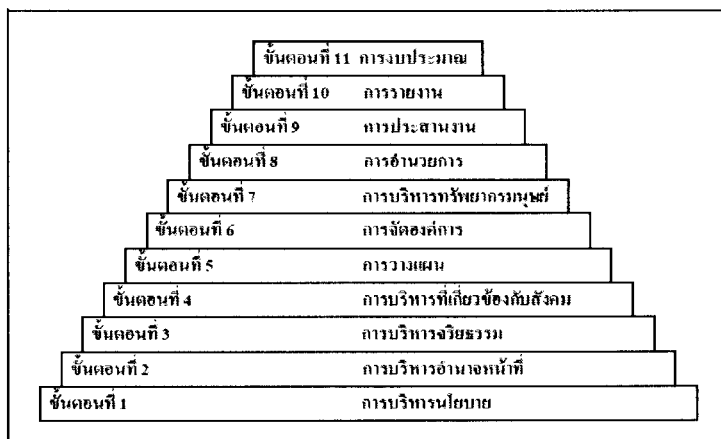 ขั้นตอนที่ 11 การงบประมาณ
ขั้นตอนที่ 10 การรายงาน
ขั้นตอนที่ 9 การประสานงาน
ขั้นตอนที่ 8 การอำนวยการ
ขั้นตอนที่ 7 การบริหารทรัพยากรมนุษย์
ขั้นตอนที่ 6 การจัดองค์การ
ขั้นตอนที่ 5 การวางแผน
ขั้นตอนที่ 4 การบริหารที่เกี่ยวข้องกับสังคม
ขั้นตอนที่ 3 การบริหารจริยธรรม
ขั้นตอนที่ 2 การบริหารอำนาจหน้าที่
ขั้นตอนที่ 1 การบริหารนโยบาย